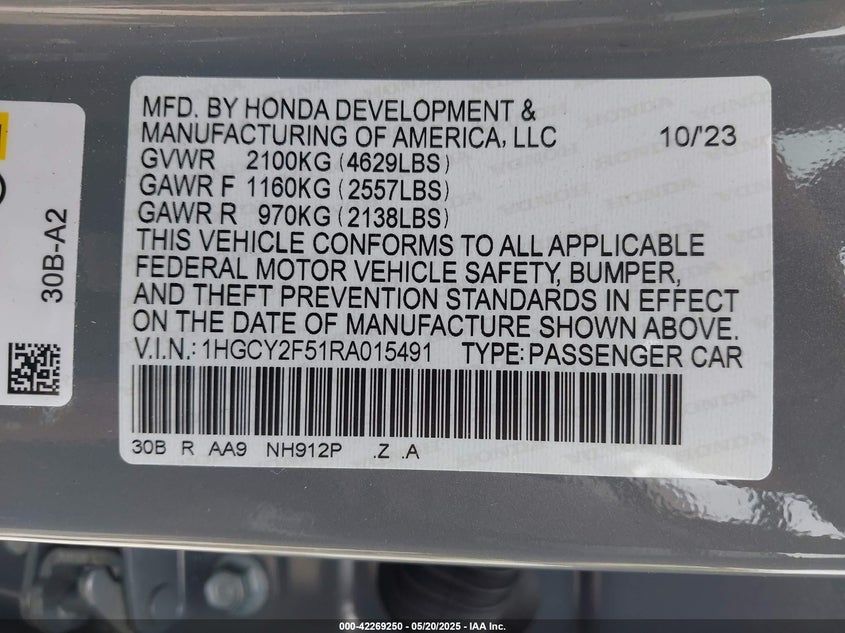 MFD. BY HONDA DEVELOPMENT &
MANUFACTURING OF AMERICA, LLC 10/'23
GVWR 2100KG (4629LBS)
GAWR F 1160KG (2557LBS)
GAWR R 970KG (2138LBS)
THIS VEHICLE CONFORMS TO ALL APPLICABLE
FEDERAL MOTOR VEHICLE SAFETY, BUMPER,
AND THEFT PREVENTION STANDARDS IN EFFECT
ON THE DATE OF MANUFACTURE SHOWN ABOVE.
V.I.N.: 1HGCY2F51RA015491 TYPE: PASSENGER CAR
30B R AA9 NH912P .Z .A
30B-A2
000-42269250 - 05/20/2025 - IAA Inc.